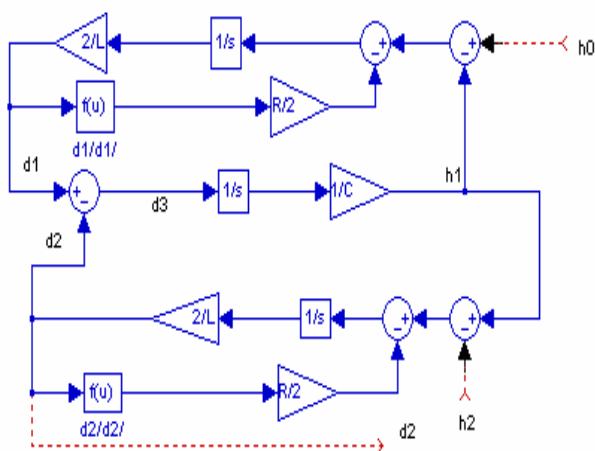 2/L
1/s
-
+
-
+
h0
f(u)
R/2
d1/d1/
d1
+
-
d3
1/s
1/C
h1
d2
2/L
1/s
-
+
-
+
f(u)
R/2
d2/d2/
d2
h2